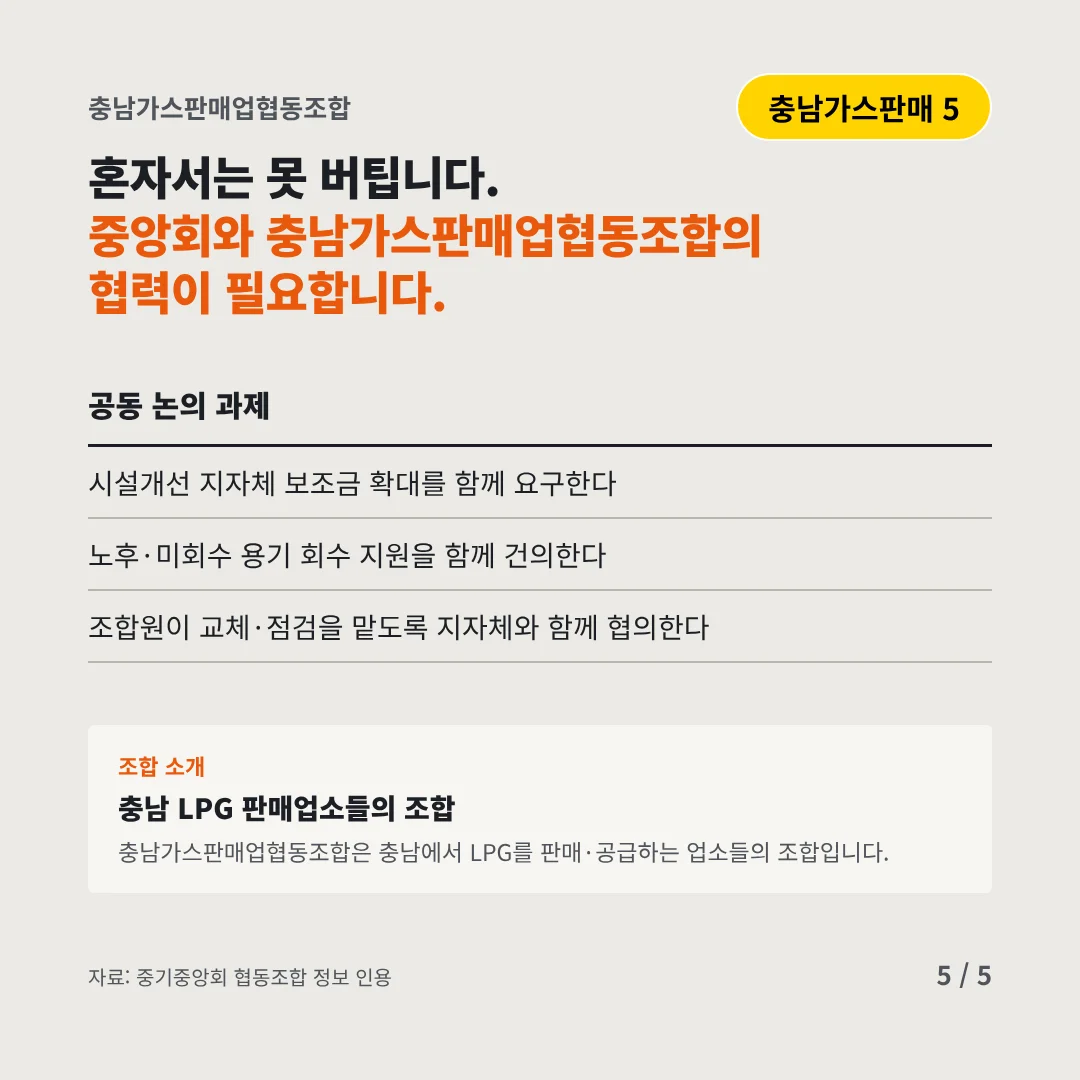 충남가스판매업협동조합
충남가스판매 5
혼자서는 못 버팁니다.
중앙회와 충남가스판매업협동조합의
협력이 필요합니다.
공동 논의 과제
시설개선 지자체 보조금 확대를 함께 요구한다
노후·미회수 용기 회수 지원을 함께 건의한다
조합원이 교체·점검을 맡도록 지자체와 함께 협의한다
조합 소개
충남 LPG 판매업소들의 조합
충남가스판매업협동조합은 충남에서 LPG를 판매·공급하는 업소들의 조합입니다.
자료: 중기중앙회 협동조합 정보 인용
5 / 5